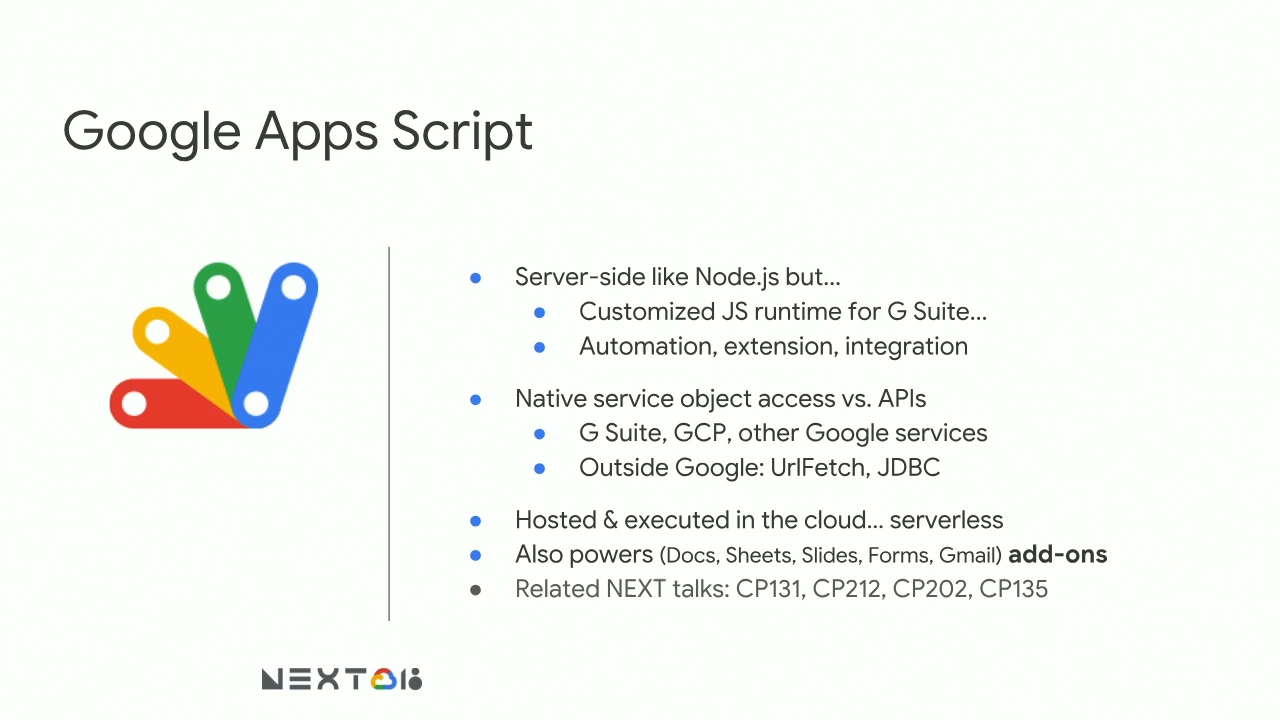 Google Apps Script
● Server-side like Node.js but...
● Customized JS runtime for G Suite...
● Automation, extension, integration
● Native service object access vs. APIs
● G Suite, GCP, other Google services
● Outside Google: UrlFetch, JDBC
● Hosted & executed in the cloud... serverless
● Also powers (Docs, Sheets, Slides, Forms, Gmail) add-ons
● Related NEXT talks: CP131, CP212, CP202, CP135
NEXT 18